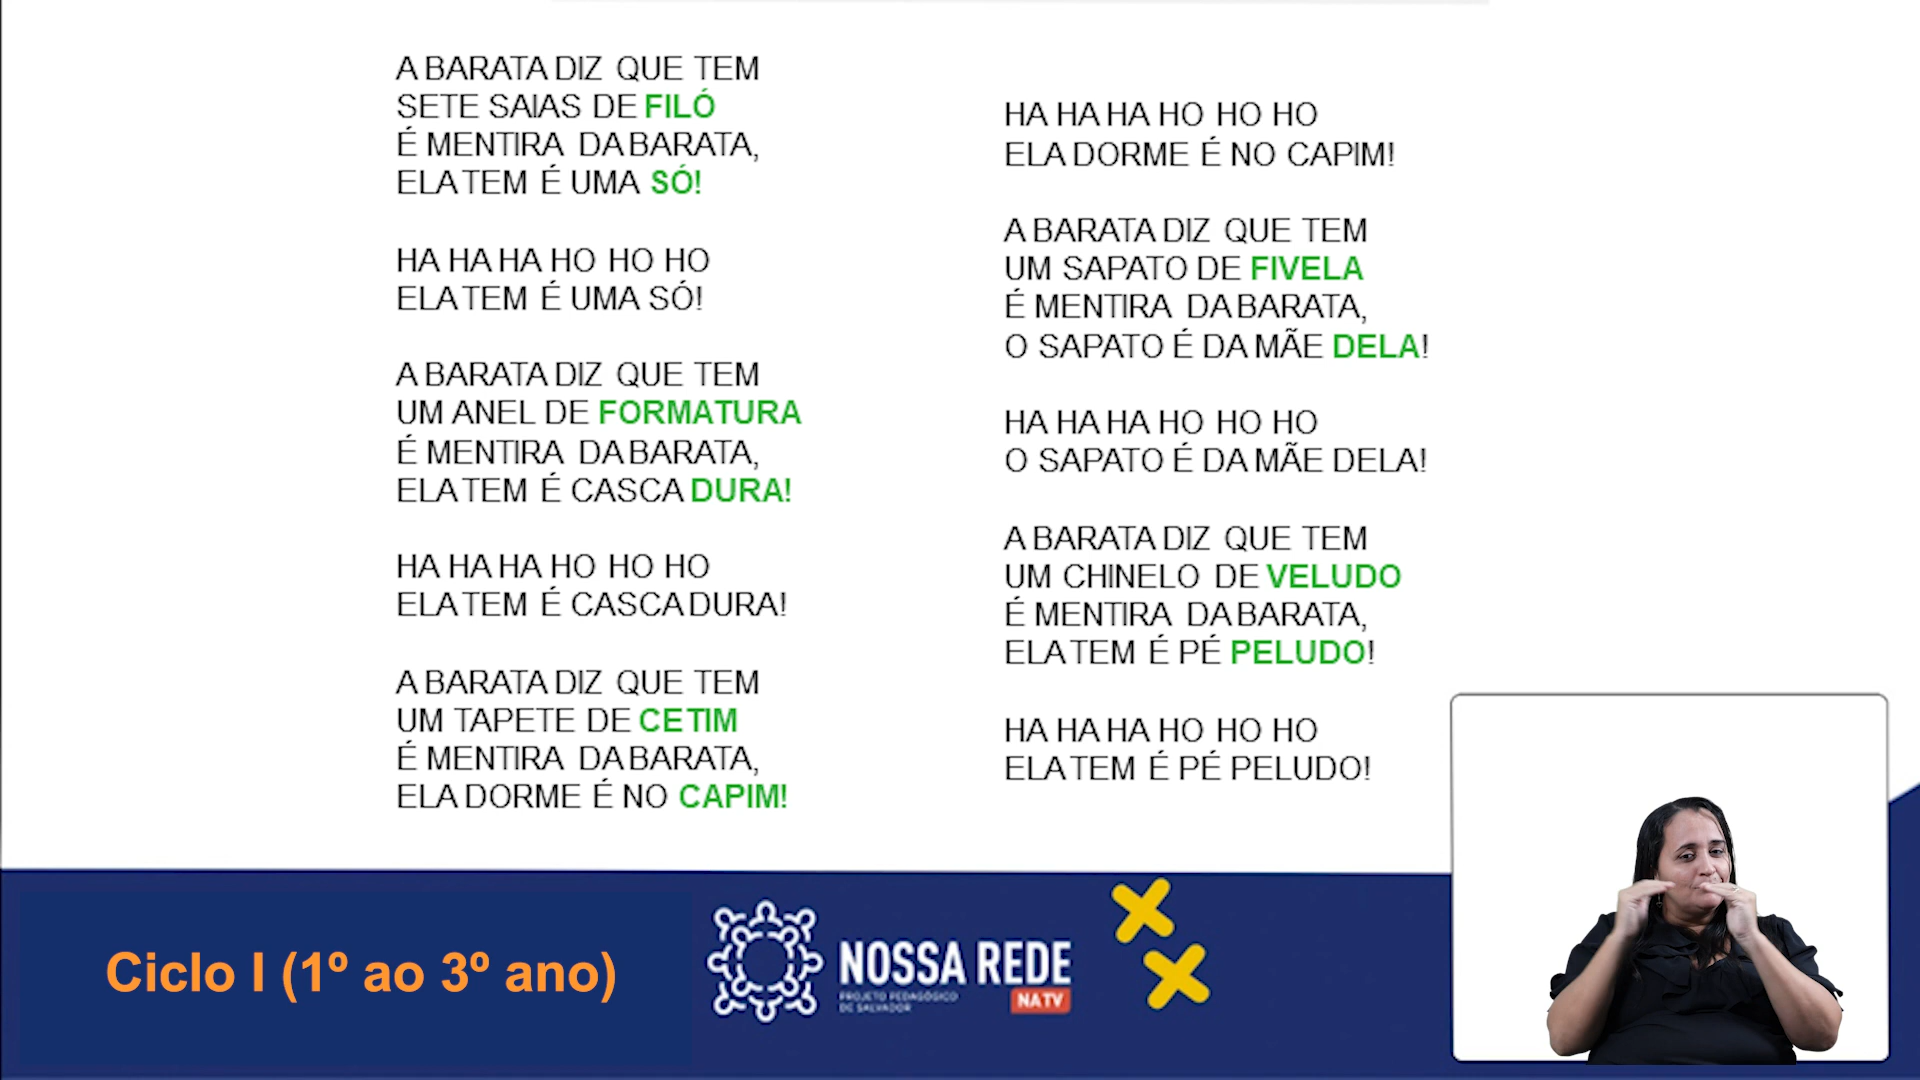 A BARATA DIZ QUE TEM
SETE SAIAS DE FILÓ
É MENTIRA DA BARATA,
ELA TEM É UMA SÓ!
HA HA HA HO HO HO
ELA TEM É UMA SÓ!
A BARATA DIZ QUE TEM
UM ANEL DE FORMATURA
É MENTIRA DA BARATA,
ELA TEM É CASCA DURA!
HA HA HA HO HO HO
ELA TEM É CASCA DURA!
A BARATA DIZ QUE TEM
UM TAPETE DE CETIM
É MENTIRA DA BARATA,
ELA DORME É NO CAPIM!
HA HA HA HO HO HO
ELA DORME É NO CAPIM!
A BARATA DIZ QUE TEM
UM SAPATO DE FIVELA
É MENTIRA DA BARATA,
O SAPATO É DA MÃE DELA!
HA HA HA HO HO HO
O SAPATO É DA MÃE DELA!
A BARATA DIZ QUE TEM
UM CHINELO DE VELUDO
É MENTIRA DA BARATA,
ELA TEM É PÉ PELUDO!
HA HA HA HO HO HO
ELA TEM É PÉ PELUDO!
Ciclo I (1º ao 3º ano)
NOSSA REDE
PROJETO PEDAGÓGICO
DE SALVADOR
NA TV